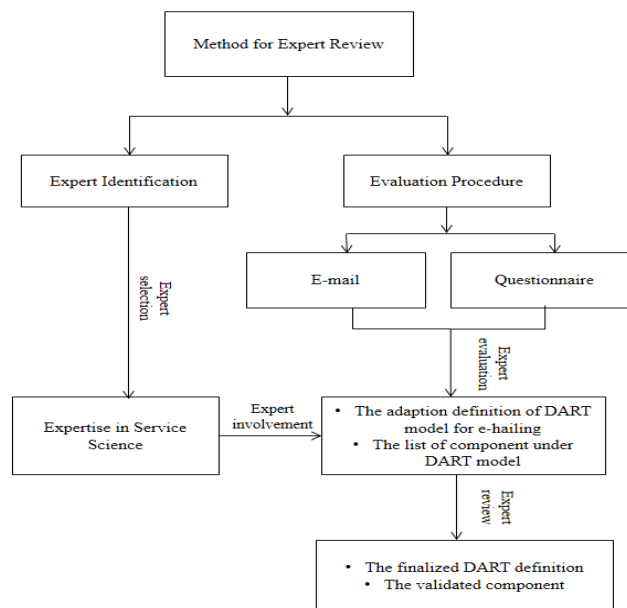 Method for Expert Review
Expert Identification
Evaluation Procedure
E-mail
Questionnaire
Expert
selection
Expert
evaluation
Expertise in Service
Science
Expert
involvement
• The adaption definition of DART
model for e-hailing
• The list of component under
DART model
Expert
review
• The finalized DART definition
• The validated component